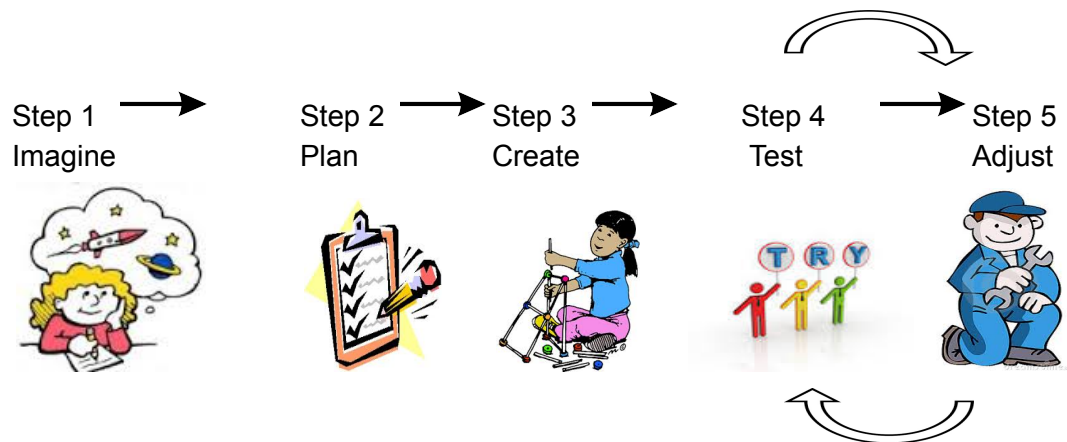 Step 1
Imagine
Step 2
Plan
Step 3
Create
Step 4
Test
Step 5
Adjust
T R Y